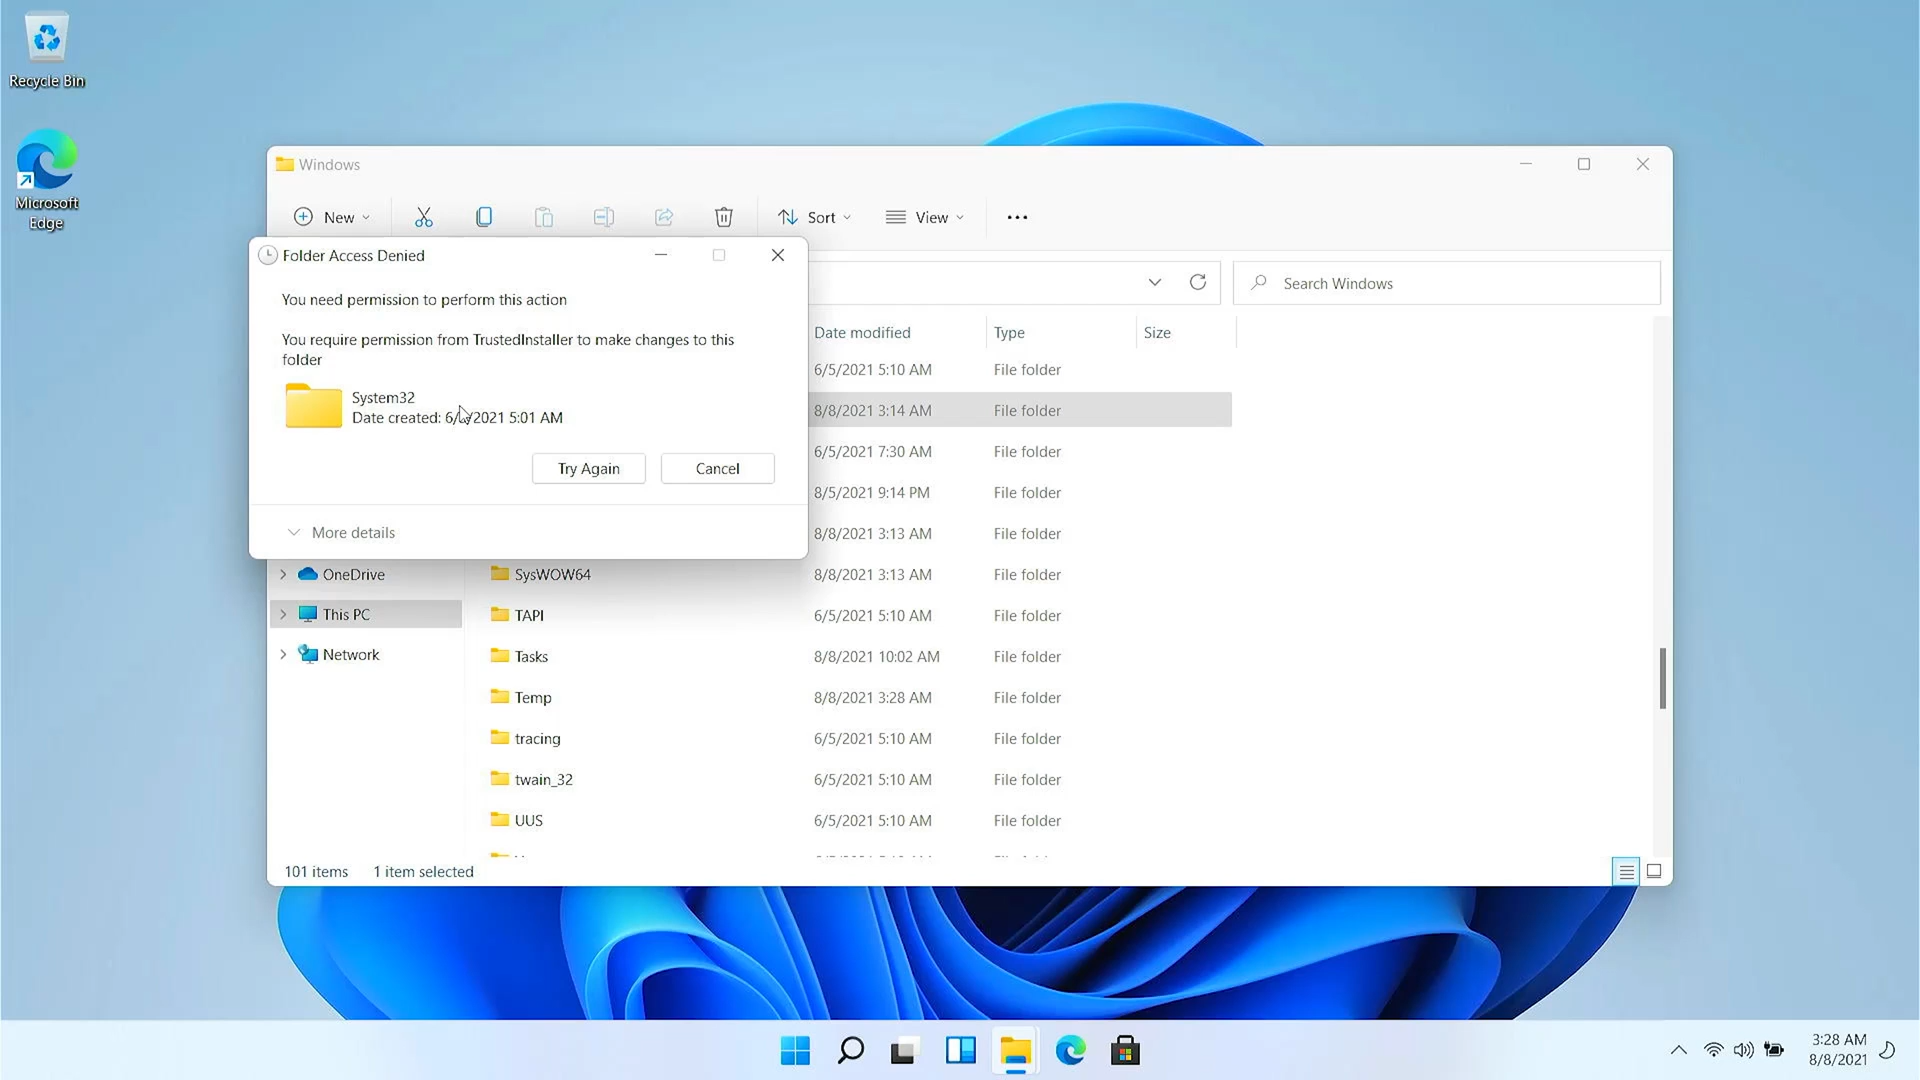 Recycle Bin
Microsoft
Edge
Windows
New
Sort
View
Folder Access Denied
You need permission to perform this action
You require permission from TrustedInstaller to make changes to this
folder
System32
Date created: 6/ /2021 5:01 AM
Try Again
Cancel
More details
Search Windows
Date modified
Type
Size
6/5/2021 5:10 AM File folder
8/8/2021 3:14 AM File folder
6/5/2021 7:30 AM File folder
8/5/2021 9:14 PM File folder
8/8/2021 3:13 AM File folder
OneDrive
This PC
Network
SysWOW64 8/8/2021 3:13 AM File folder
TAPI 6/5/2021 5:10 AM File folder
Tasks 8/8/2021 10:02 AM File folder
Temp 8/8/2021 3:28 AM File folder
tracing 6/5/2021 5:10 AM File folder
twain_32 6/5/2021 5:10 AM File folder
UUS 6/5/2021 5:10 AM File folder
101 items
1 item selected
3:28 AM
8/8/2021